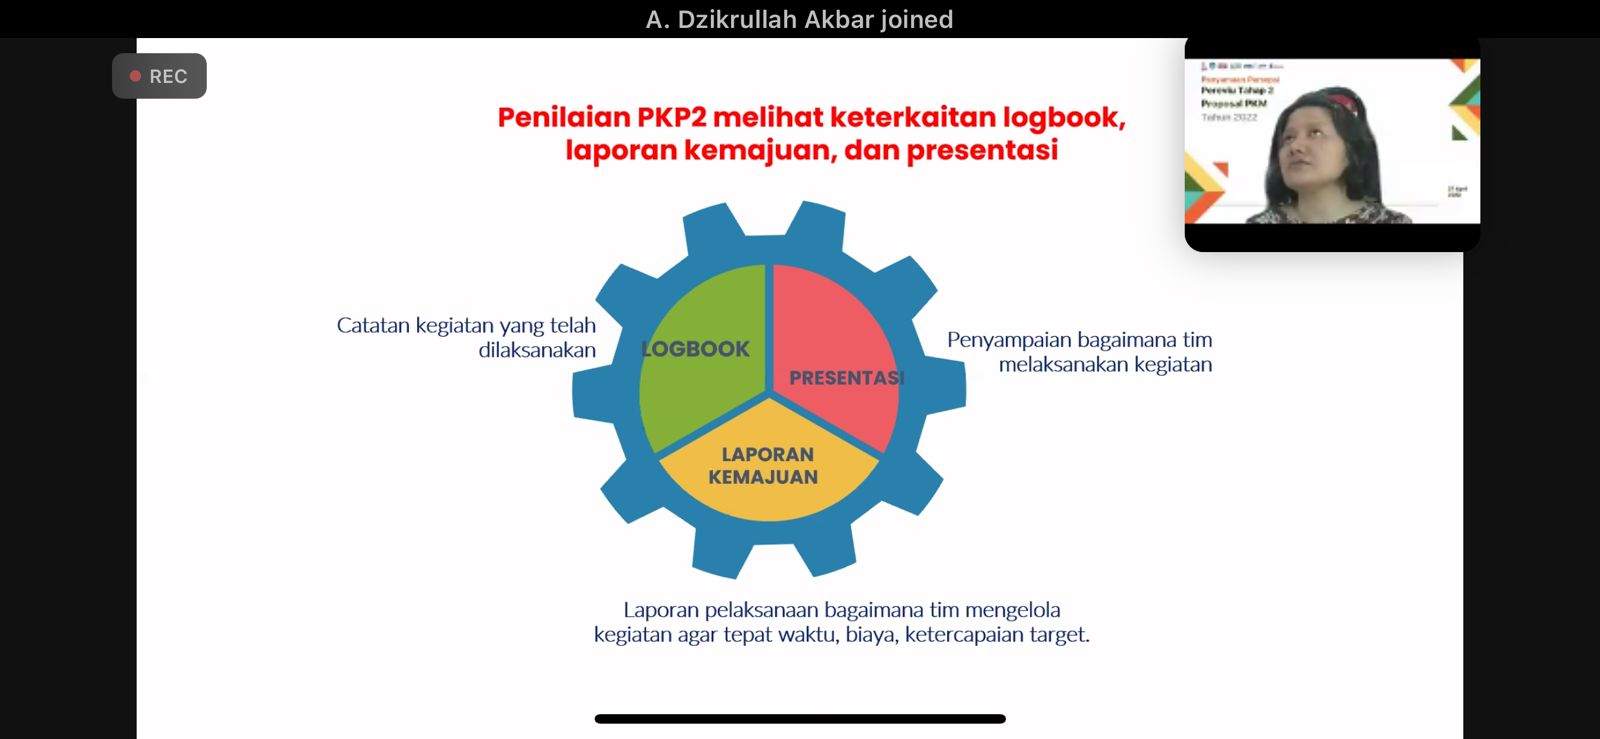 A. Dzikrullah Akbar joined
REC
Penyamaan Persepsi
Pereviu Tahap 2
Proposal PKM
Tahun 2022
Penilaian PKP2 melihat keterkaitan logbook,
laporan kemajuan, dan presentasi
Catatan kegiatan yang telah
dilaksanakan
LOGBOOK
PRESENTASI
Penyampaian bagaimana tim
melaksanakan kegiatan
LAPORAN
KEMAJUAN
Laporan pelaksanaan bagaimana tim mengelola
kegiatan agar tepat waktu, biaya, ketercapaian target.